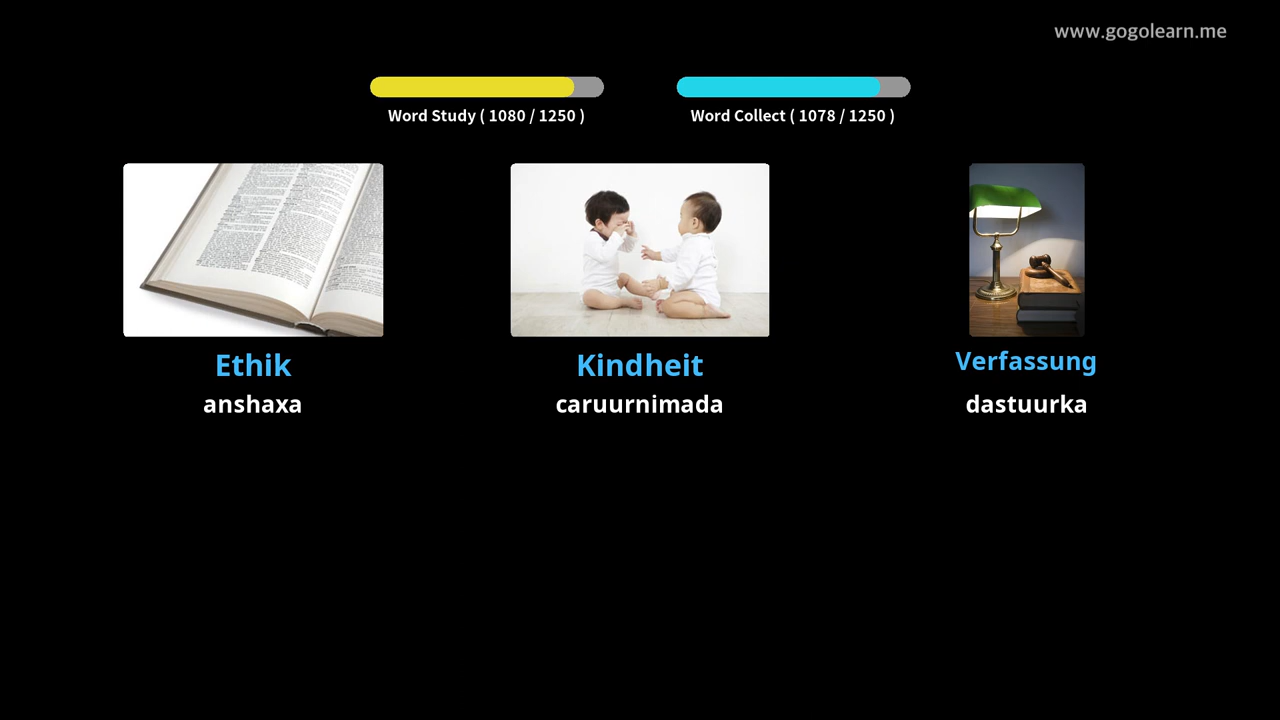 www.gogolearn.me
Word Study ( 1080 / 1250 )
Word Collect ( 1078 / 1250 )
Ethik
anshaxa
Kindheit
caruurnimada
Verfassung
dastuurka